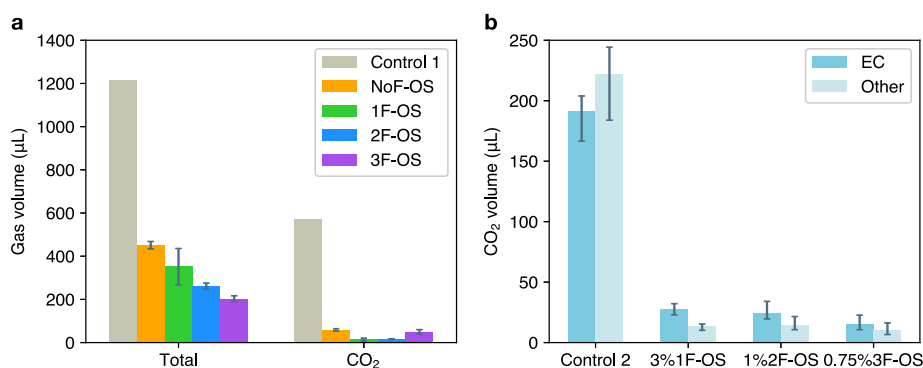 a
1400
1200
1000
800
600
400
200
0
Gas volume (µL)
Control 1
NoF-OS
1F-OS
2F-OS
3F-OS
Total
CO₂
b
250
200
150
100
50
0
CO₂ volume (µL)
EC
Other
Control 2
3%1F-OS
1%2F-OS
0.75%3F-OS